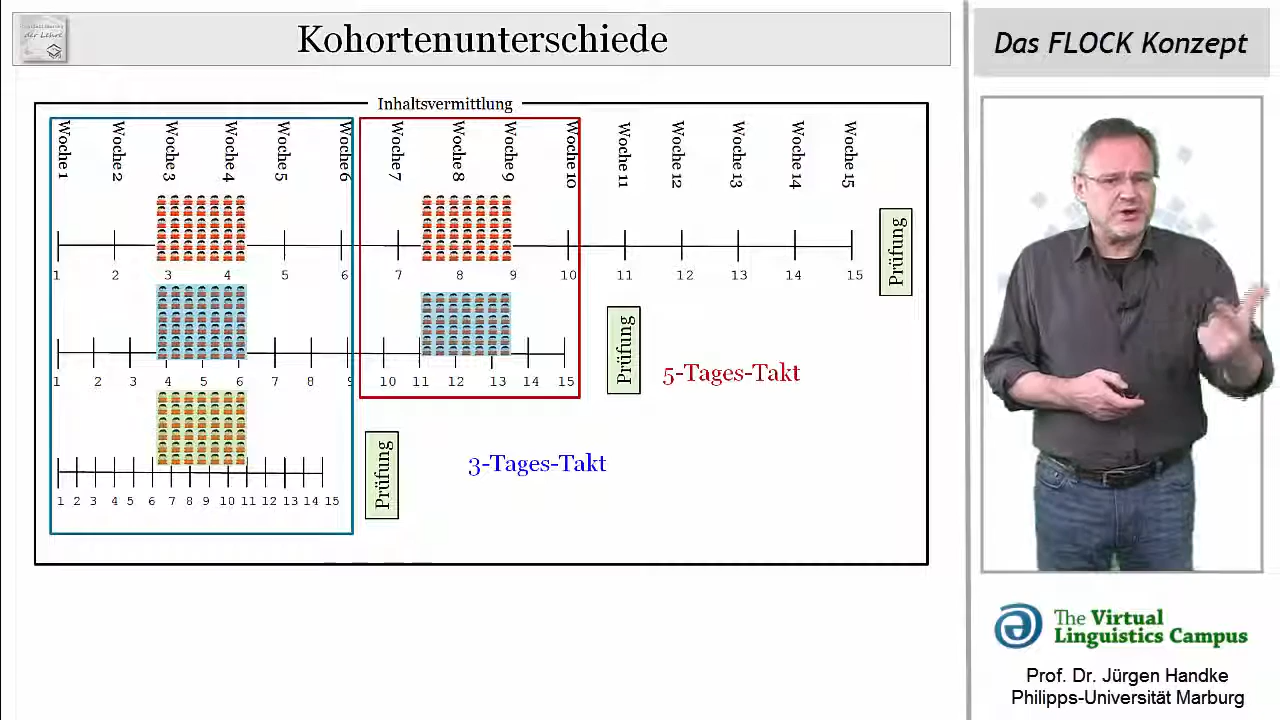 Kohortenunterschiede
Das FLOCK Konzept
Inhaltsvermittlung
Woche 1
Woche 2
Woche 3
Woche 4
Woche 5
Woche 6
Woche 7
Woche 8
Woche 9
Woche 10
Woche 11
Woche 12
Woche 13
Woche 14
Woche 15
1 2 3 4 5 6 7 8 9 10 11 12 13 14 15
Prüfung
1 2 3 4 5 6 7 8 9 10 11 12 13 14 15
Prüfung
5-Tages-Takt
3-Tages-Takt
Prüfung
1 2 3 4 5 6 7 8 9 10 11 12 13 14 15
The Virtual
Linguistics Campus
Prof. Dr. Jürgen Handke
Philipps-Universität Marburg